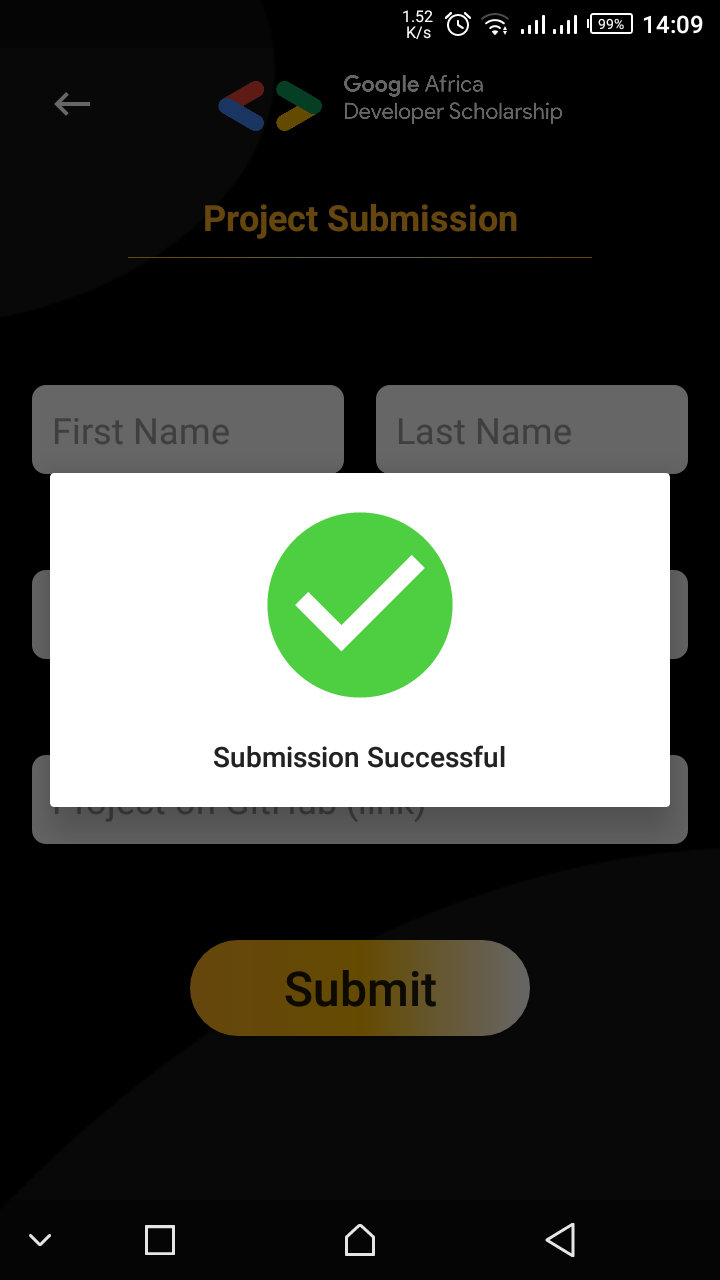 1.52
K/s
99%
14:09
Google Africa
Developer Scholarship
Project Submission
First Name
Last Name
Submission Successful
Project on GitHub (link)
Submit